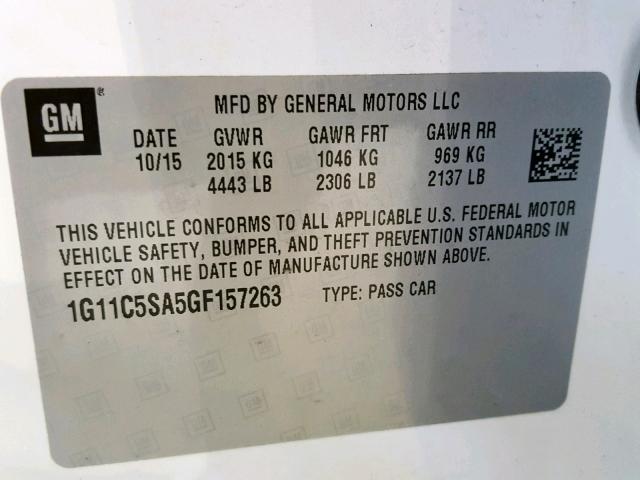 GM® MFD BY GENERAL MOTORS LLC
DATE GVWR GAWR FRT GAWR RR
10/15 2015 KG 1046 KG 969 KG
4443 LB 2306 LB 2137 LB
THIS VEHICLE CONFORMS TO ALL APPLICABLE U.S. FEDERAL MOTOR
VEHICLE SAFETY, BUMPER, AND THEFT PREVENTION STANDARDS IN
EFFECT ON THE DATE OF MANUFACTURE SHOWN ABOVE.
1G11C5SA5GF157263 TYPE: PASS CAR